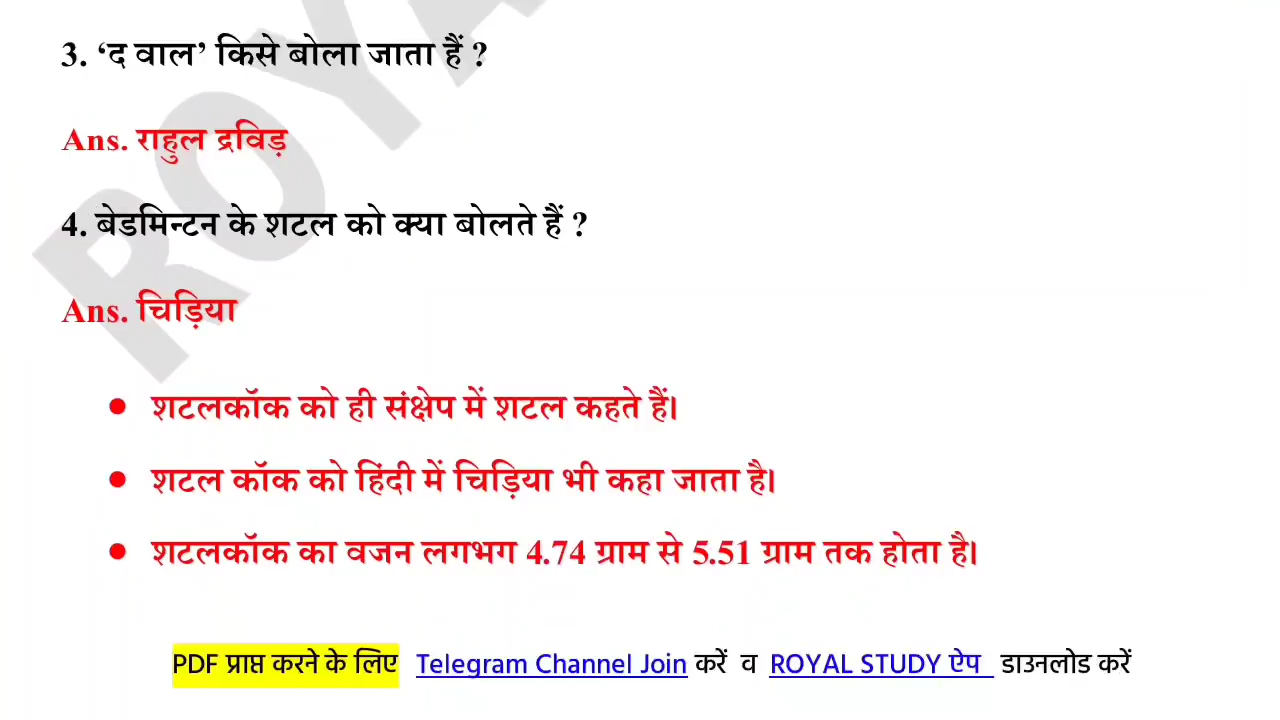 3. ‘द वाल’ किसे बोला जाता हैं ?
Ans. राहुल द्रविड़
4. बेडमिन्टन के शटल को क्या बोलते हैं ?
Ans. चिड़िया
• शटलकॉक को ही संक्षेप में शटल कहते हैं।
• शटल कॉक को हिंदी में चिड़िया भी कहा जाता है।
• शटलकॉक का वजन लगभग 4.74 ग्राम से 5.51 ग्राम तक होता है।
PDF प्राप्त करने के लिए Telegram Channel Join करें व ROYAL STUDY ऐप डाउनलोड करें
ROYA